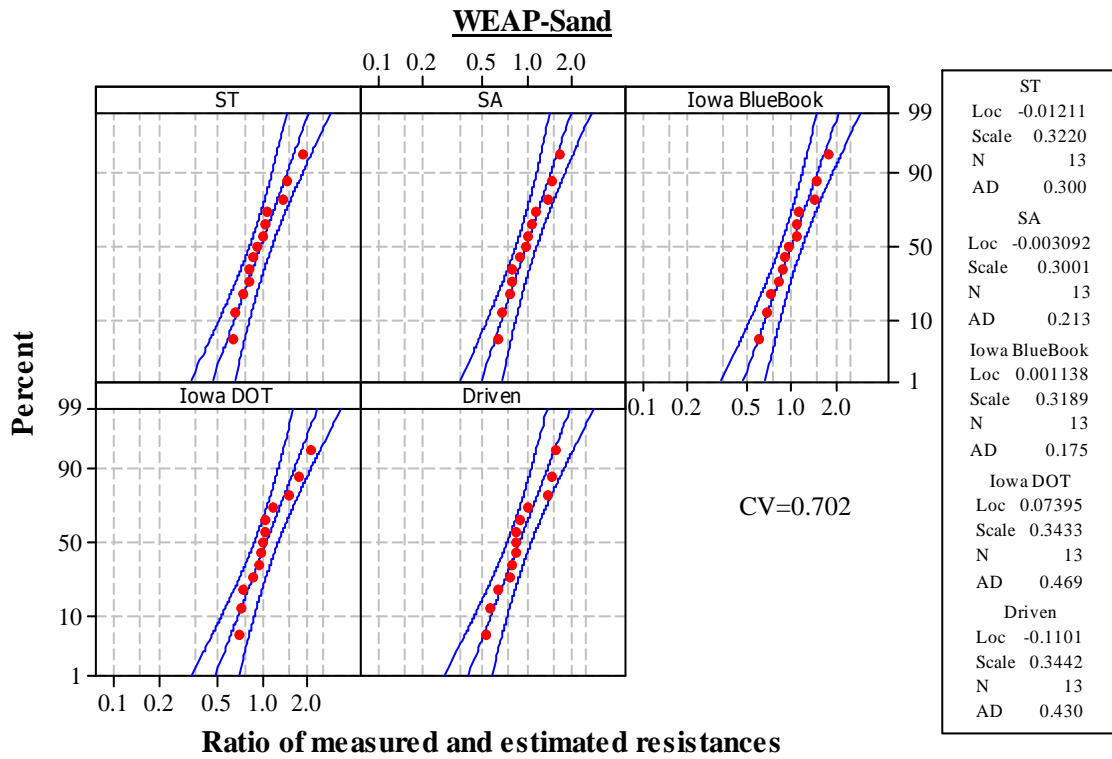 WEAP-Sand
0.1 0.2 0.5 1.0 2.0
ST SA Iowa BlueBook
99
90
50
10
1
Iowa DOT Driven
0.1 0.2 0.5 1.0 2.0
99
90
50
10
1
CV=0.702
0.1 0.2 0.5 1.0 2.0
Percent
Ratio of measured and estimated resistances
ST
Loc -0.01211
Scale 0.3220
N 13
AD 0.300
SA
Loc -0.003092
Scale 0.3001
N 13
AD 0.213
Iowa BlueBook
Loc 0.001138
Scale 0.3189
N 13
AD 0.175
Iowa DOT
Loc 0.07395
Scale 0.3433
N 13
AD 0.469
Driven
Loc -0.1101
Scale 0.3442
N 13
AD 0.430